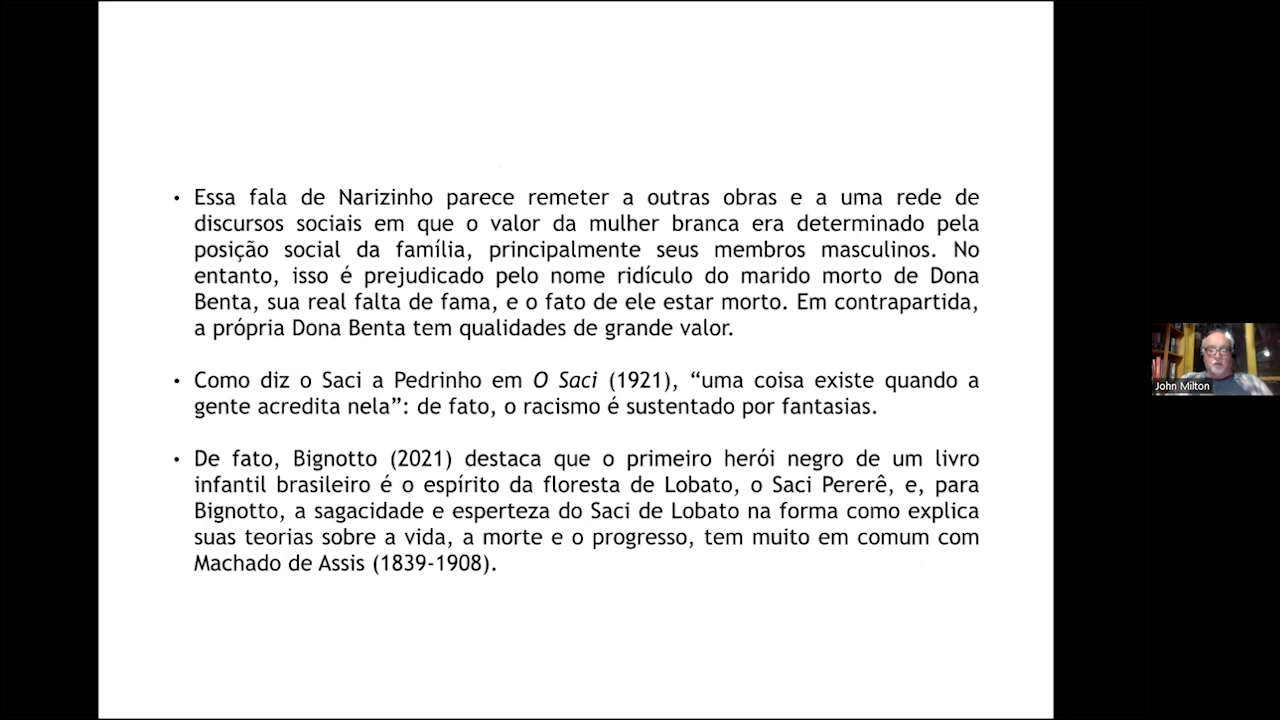 • Essa fala de Narizinho parece remeter a outras obras e a uma rede de
discursos sociais em que o valor da mulher branca era determinado pela
posição social da família, principalmente seus membros masculinos. No
entanto, isso é prejudicado pelo nome ridículo do marido morto de Dona
Benta, sua real falta de fama, e o fato de ele estar morto. Em contrapartida,
a própria Dona Benta tem qualidades de grande valor.
• Como diz o Saci a Pedrinho em O Saci (1921), “uma coisa existe quando a
gente acredita nela”: de fato, o racismo é sustentado por fantasias.
• De fato, Bignotto (2021) destaca que o primeiro herói negro de um livro
infantil brasileiro é o espírito da floresta de Lobato, o Saci Pererê, e, para
Bignotto, a sagacidade e esperteza do Saci de Lobato na forma como explica
suas teorias sobre a vida, a morte e o progresso, tem muito em comum com
Machado de Assis (1839-1908).
John Milton